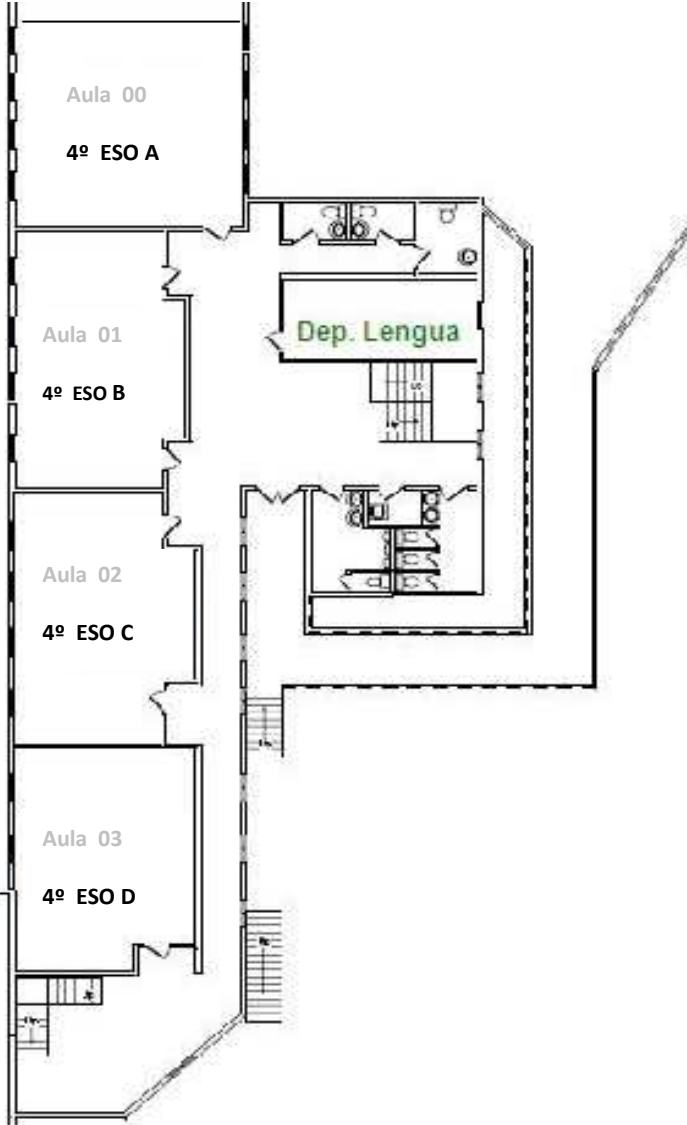 Aula 00
4º ESO A
Aula 01
4º ESO B
Dep. Lengua
Aula 02
4º ESO C
Aula 03
4º ESO D